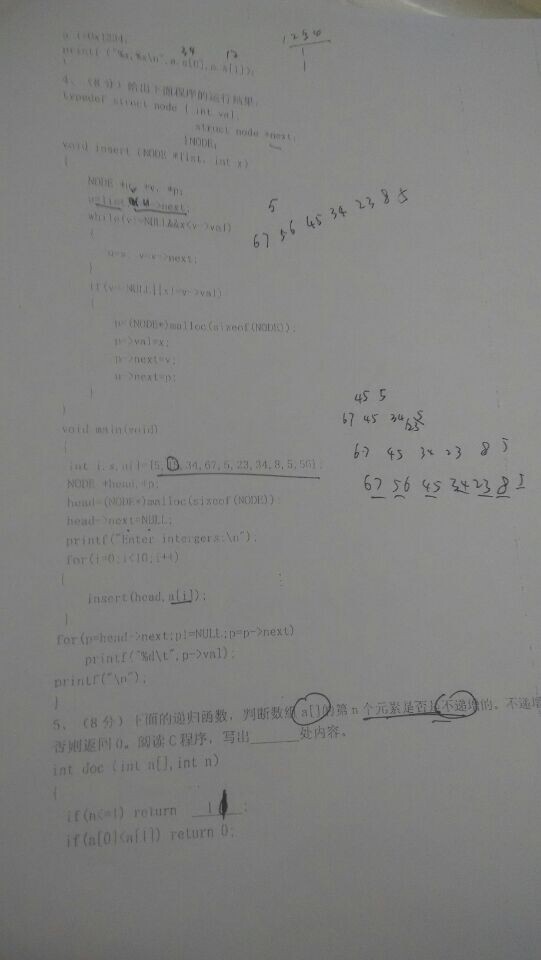 1234
n.i=0x1234;
34 12
printf ("%x,%x\n",n.a[0],n.a[1]);
4、（8 分）给出下面程序的运行结果:
typedef struct node { int val;
struct node *next;
}NODE;
void insert (NODE *list, int x)
{
NODE *u, *v, *p;
u=list; v=u->next;
5
while(v!=NULL&&x<v->val)
67 56 45 34 23 8 5
{
u=v; v=v->next;
}
if(v==NULL||x!=v->val)
{
p=(NODE*)malloc(sizeof(NODE));
p->val=x;
p->next=v;
u->next=p;
}
}
45 5
67 45 34 5
23
void main(void)
{
67 45 34 23 8 5
int i,s,a[]={5,45,34,67,5,23,34,8,5,56};
NODE *head,*p;
67 56 45 34 23 8 5
head=(NODE*)malloc(sizeof(NODE));
head->next=NULL;
printf("Enter intergers:\n");
for(i=0;i<10;i++)
{
insert(head,a[i]);
}
for(p=head->next;p!=NULL;p=p->next)
printf("%d\t",p->val);
printf("\n");
}
5、（8 分）下面的递归函数，判断数组 a[]的第 n 个元素是否是不递增的。不递增
否则返回 0。阅读 C 程序，写出______处内容。
int doc (int a[],int n)
{
if(n<=1) return 1;
if(a[0]<a[i]) return 0;